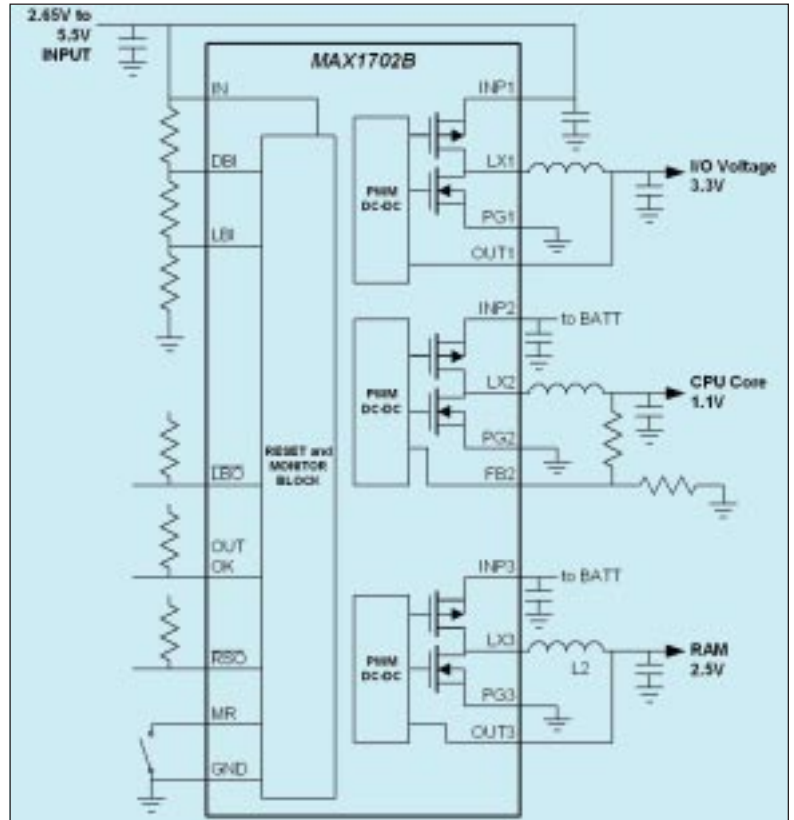 2.65V to
5.5V
INPUT
MAX1702B
IN
DBI
LBI
LBO
OUT
OK
RSO
MR
GND
RESET and
MONITOR
BLOCK
PWM
DC-DC
INP1
LX1
PG1
OUT1
I/O Voltage
3.3V
PWM
DC-DC
INP2
to BATT
LX2
PG2
FB2
CPU Core
1.1V
PWM
DC-DC
INP3
to BATT
LX3
L2
PG3
OUT3
RAM
2.5V